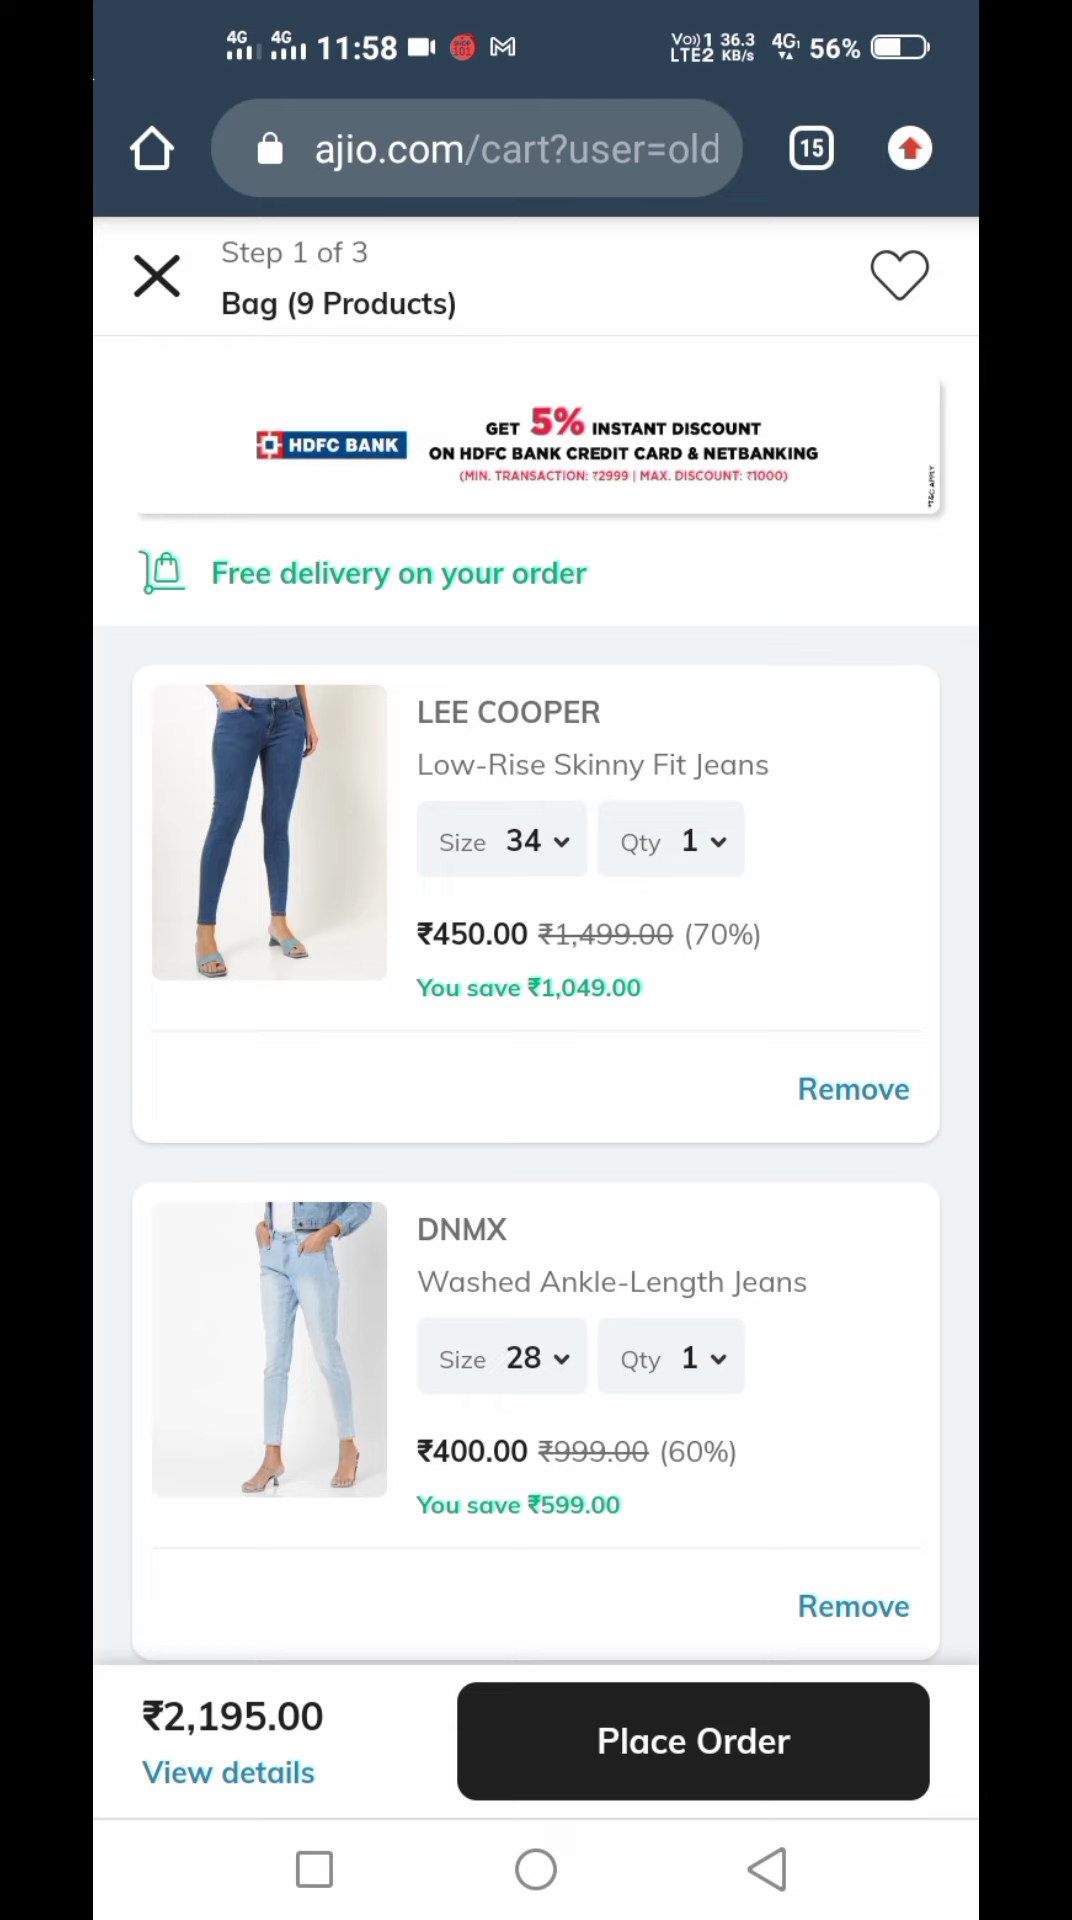 4G 4G 11:58 Vo)) 1 36.3 4G 56%
LTE2 KB/s
ajio.com/cart?user=old 15
Step 1 of 3
Bag (9 Products)
HDFC BANK
GET 5% INSTANT DISCOUNT
ON HDFC BANK CREDIT CARD & NETBANKING
(MIN. TRANSACTION: ₹2999 | MAX. DISCOUNT: ₹1000)
*T&C APPLY
Free delivery on your order
LEE COOPER
Low-Rise Skinny Fit Jeans
Size 34 Qty 1
₹450.00 ₹1,499.00 (70%)
You save ₹1,049.00
Remove
DNMX
Washed Ankle-Length Jeans
Size 28 Qty 1
₹400.00 ₹999.00 (60%)
You save ₹599.00
Remove
₹2,195.00
View details
Place Order